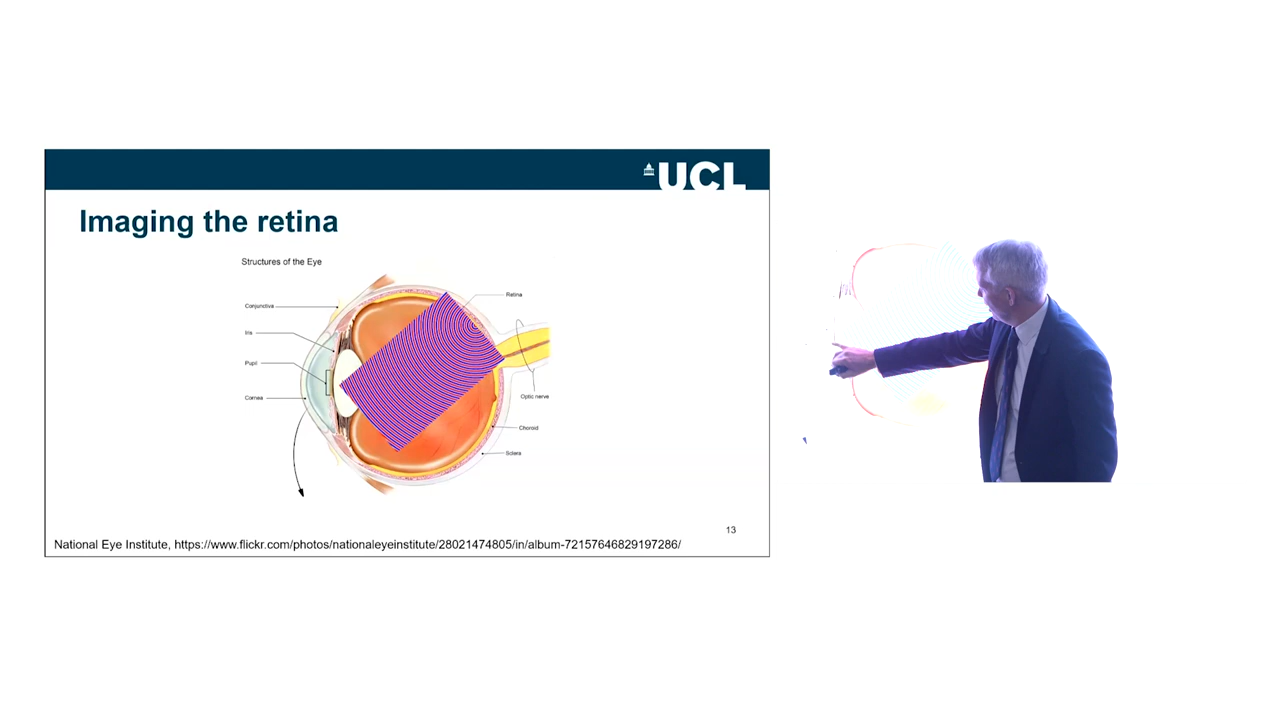 UCL
Imaging the retina
Structures of the Eye
Conjunctiva
Retina
Iris
Pupil
Cornea
Optic nerve
Choroid
Sclera
13
National Eye Institute, https://www.flickr.com/photos/nationaleyeinstitute/28021474805/in/album-72157646829197286/